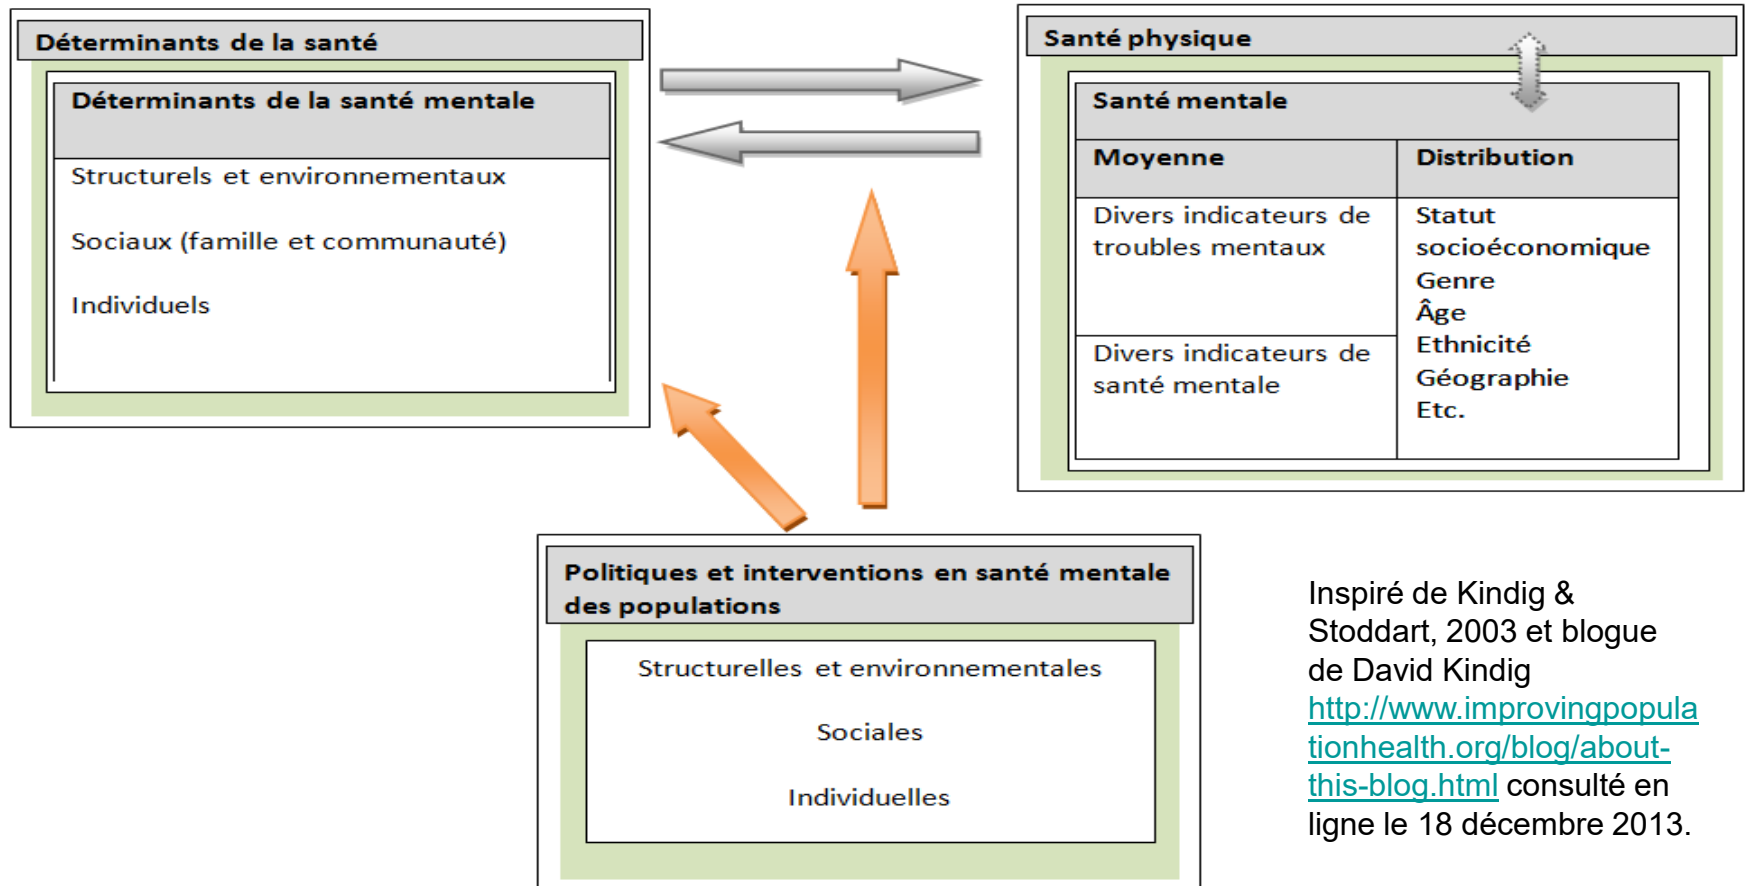 Déterminants de la santé
Déterminants de la santé mentale
Structurels et environnementaux
Sociaux (famille et communauté)
Individuels
Santé physique
Santé mentale
Moyenne
Distribution
Divers indicateurs de
troubles mentaux
Divers indicateurs de
santé mentale
Statut
socioéconomique
Genre
Âge
Ethnicité
Géographie
Etc.
Politiques et interventions en santé mentale
des populations
Structurelles et environnementales
Sociales
Individuelles
Inspiré de Kindig &
Stoddart, 2003 et blogue
de David Kindig
http://www.improvingpopula
tionhealth.org/blog/about-
this-blog.html consulté en
ligne le 18 décembre 2013.